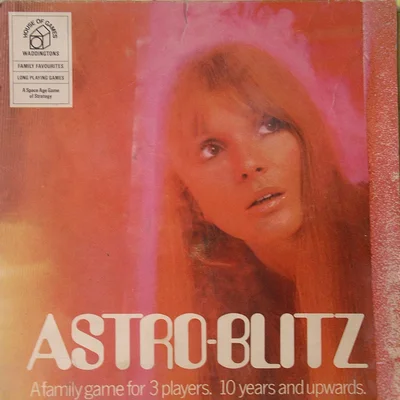 HOUSE OF GAMES
WADDINGTONS
FAMILY FAVOURITES
LONG PLAYING GAMES
A Space Age Game
of Strategy
ASTRO-BLITZ
A family game for 3 players. 10 years and upwards.